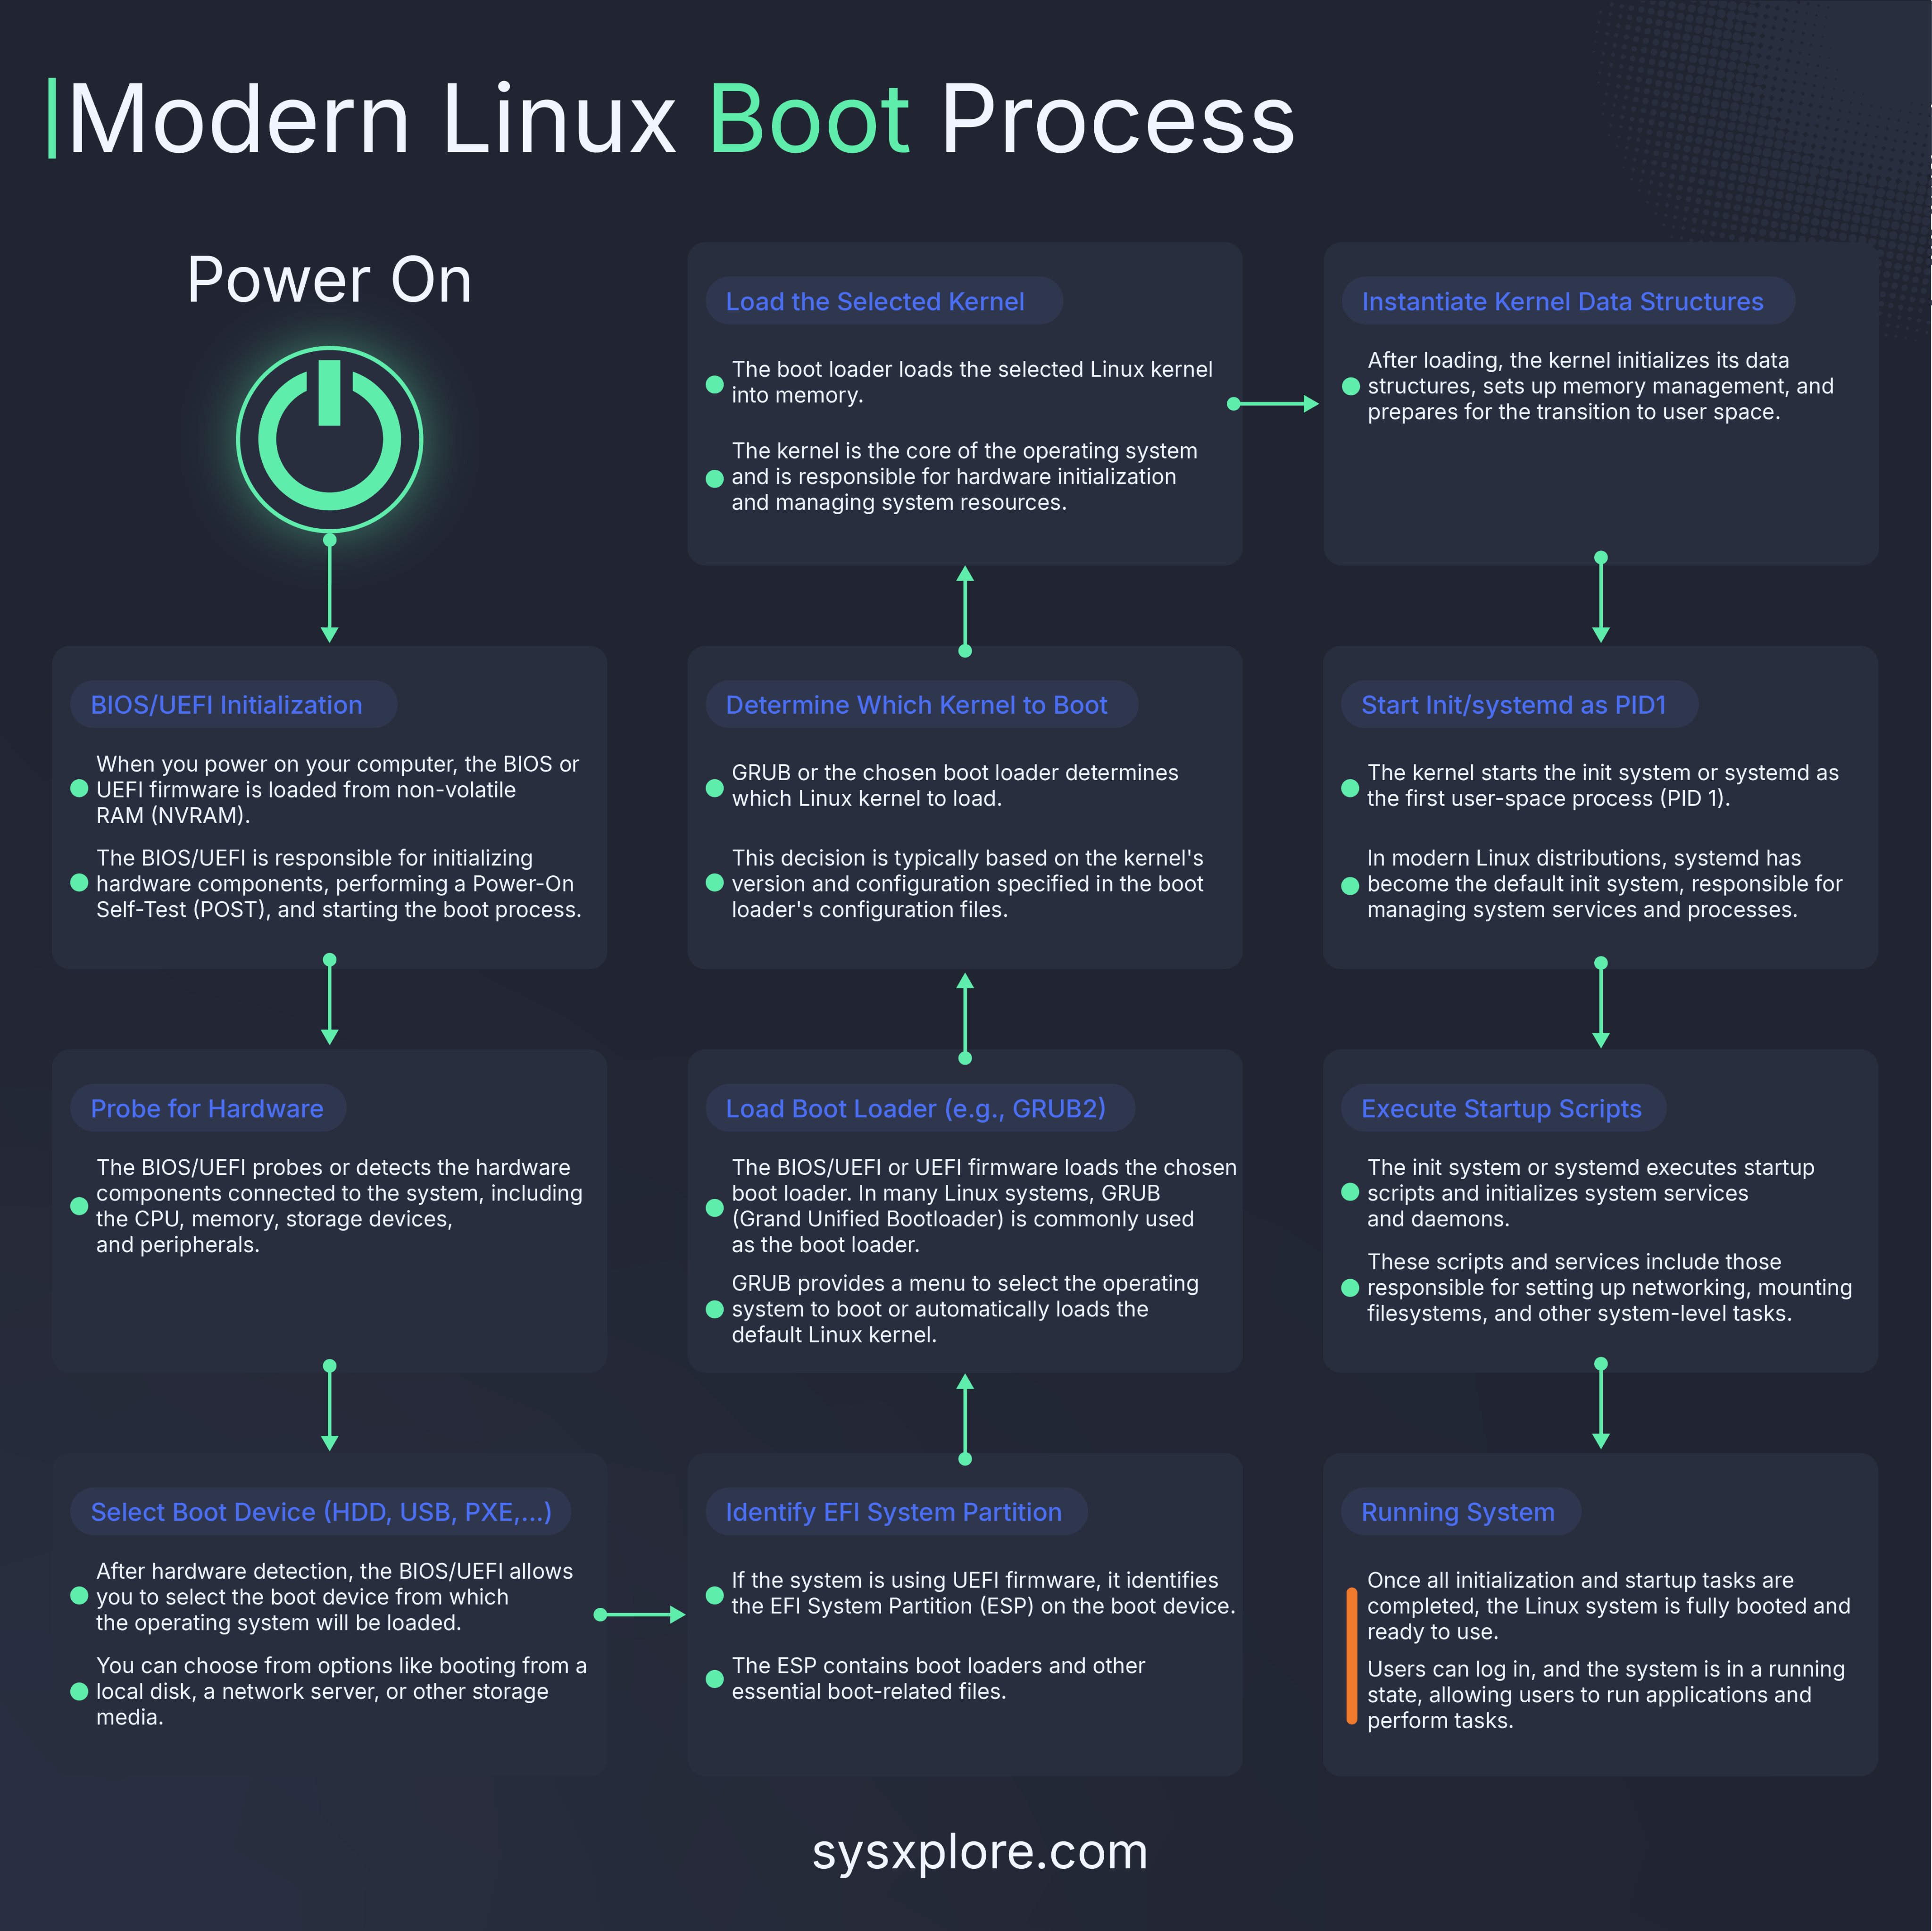 Modern Linux Boot Process
Power On
BIOS/UEFI Initialization
When you power on your computer, the BIOS or
UEFI firmware is loaded from non-volatile
RAM (NVRAM).
The BIOS/UEFI is responsible for initializing
hardware components, performing a Power-On
Self-Test (POST), and starting the boot process.
Probe for Hardware
The BIOS/UEFI probes or detects the hardware
components connected to the system, including
the CPU, memory, storage devices,
and peripherals.
Select Boot Device (HDD, USB, PXE,...)
After hardware detection, the BIOS/UEFI allows
you to select the boot device from which
the operating system will be loaded.
You can choose from options like booting from a
local disk, a network server, or other storage
media.
Identify EFI System Partition
If the system is using UEFI firmware, it identifies
the EFI System Partition (ESP) on the boot device.
The ESP contains boot loaders and other
essential boot-related files.
Load Boot Loader (e.g., GRUB2)
The BIOS/UEFI or UEFI firmware loads the chosen
boot loader. In many Linux systems, GRUB
(Grand Unified Bootloader) is commonly used
as the boot loader.
GRUB provides a menu to select the operating
system to boot or automatically loads the
default Linux kernel.
Determine Which Kernel to Boot
GRUB or the chosen boot loader determines
which Linux kernel to load.
This decision is typically based on the kernel's
version and configuration specified in the boot
loader's configuration files.
Load the Selected Kernel
The boot loader loads the selected Linux kernel
into memory.
The kernel is the core of the operating system
and is responsible for hardware initialization
and managing system resources.
Instantiate Kernel Data Structures
After loading, the kernel initializes its data
structures, sets up memory management, and
prepares for the transition to user space.
Start Init/systemd as PID1
The kernel starts the init system or systemd as
the first user-space process (PID 1).
In modern Linux distributions, systemd has
become the default init system, responsible for
managing system services and processes.
Execute Startup Scripts
The init system or systemd executes startup
scripts and initializes system services
and daemons.
These scripts and services include those
responsible for setting up networking, mounting
filesystems, and other system-level tasks.
Running System
Once all initialization and startup tasks are
completed, the Linux system is fully booted and
ready to use.
Users can log in, and the system is in a running
state, allowing users to run applications and
perform tasks.
sysxplore.com